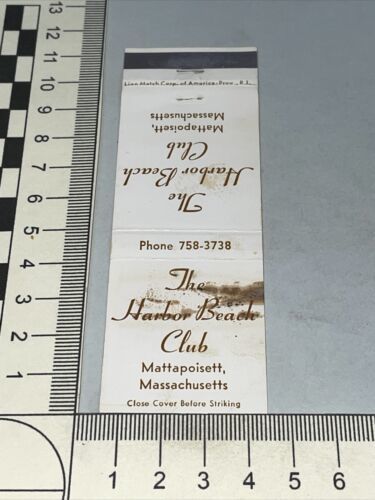 Lion Match Corp. of America-Prov., R.I.
The
Harbor Beach
Club
Mattapoisett,
Massachusetts
Phone 758-3738
The
Harbor Beach
Club
Mattapoisett,
Massachusetts
Close Cover Before Striking
13
12
11
10
9
8
7
6
5
4
3
2
1
1 2 3 4 5 6